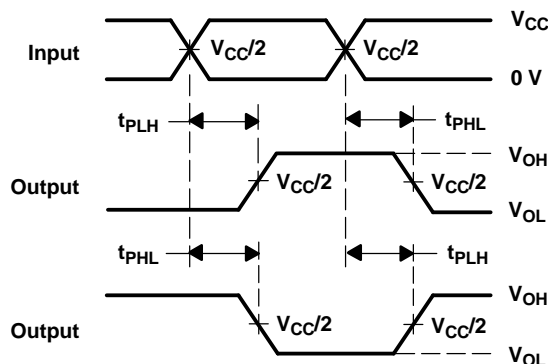 VCC
Input
VCC/2
VCC/2
0 V
tPLH
tPHL
VOH
Output
VCC/2
VCC/2
VOL
tPHL
tPLH
VOH
Output
VCC/2
VCC/2
VOL